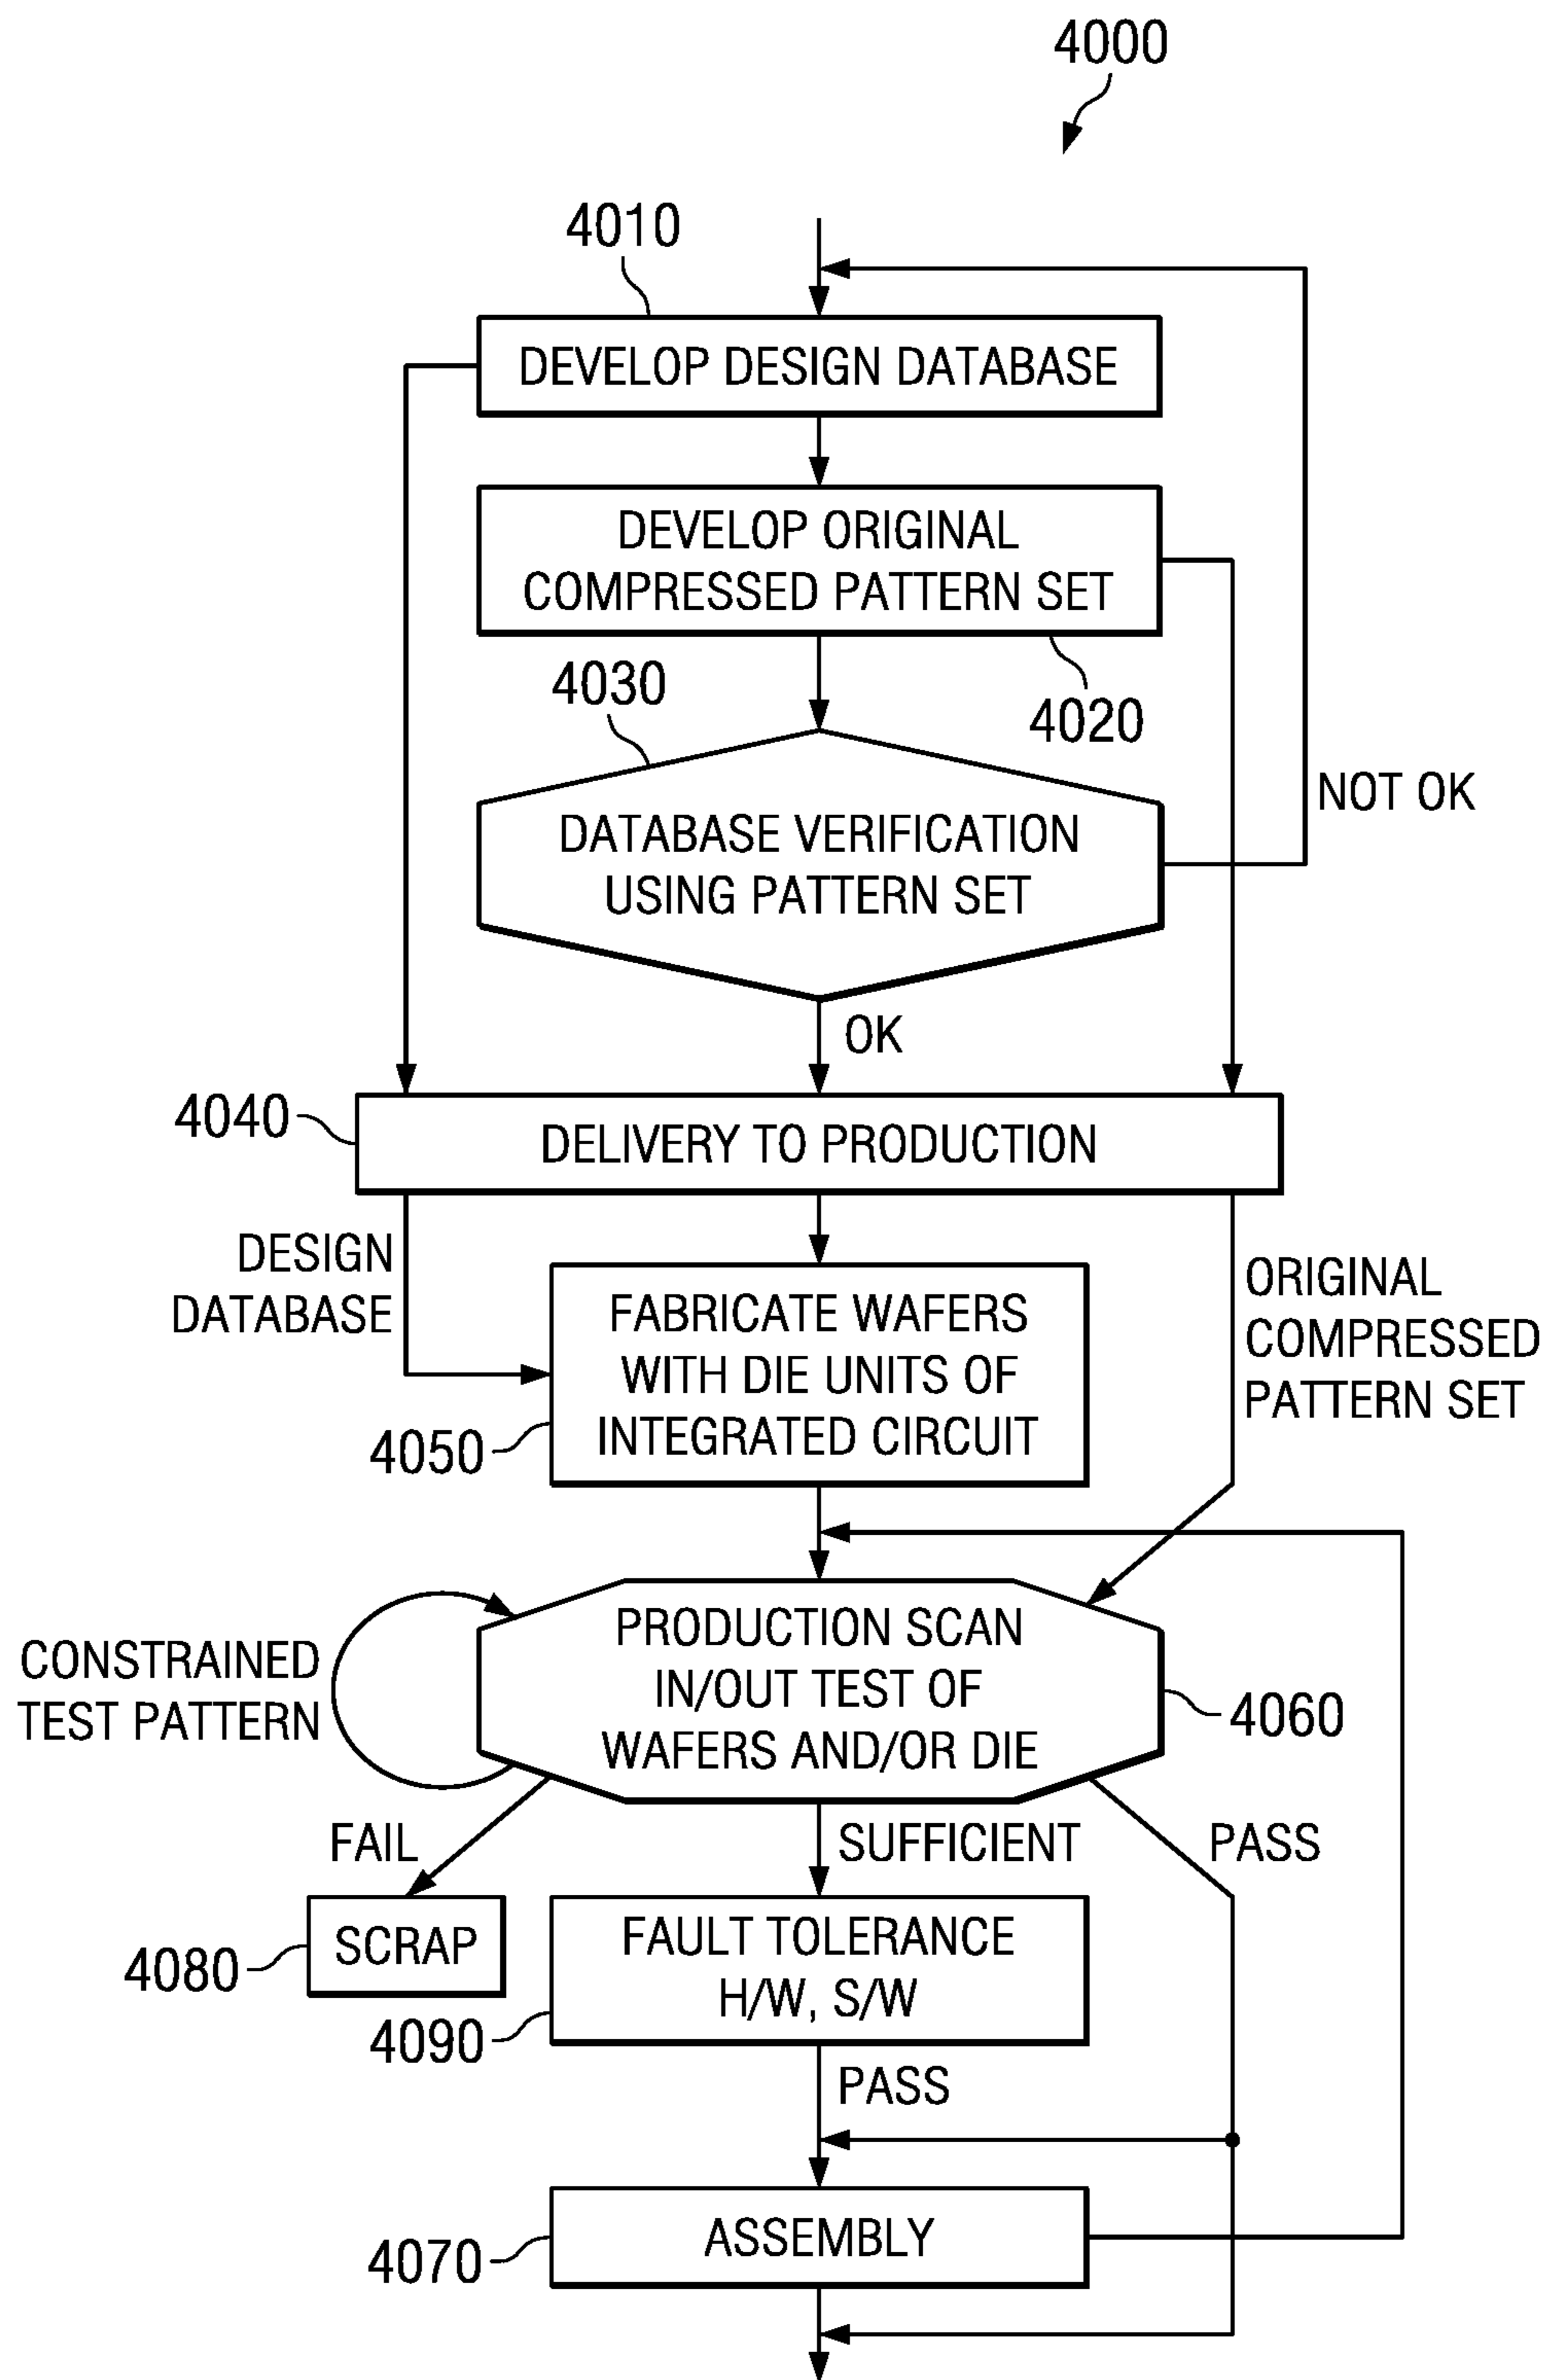 4000
4010
DEVELOP DESIGN DATABASE
DEVELOP ORIGINAL
COMPRESSED PATTERN SET
4030
4020
NOT OK
DATABASE VERIFICATION
USING PATTERN SET
OK
4040
DELIVERY TO PRODUCTION
DESIGN
DATABASE
ORIGINAL
COMPRESSED
PATTERN SET
FABRICATE WAFERS
WITH DIE UNITS OF
INTEGRATED CIRCUIT
4050
CONSTRAINED
TEST PATTERN
PRODUCTION SCAN
IN/OUT TEST OF
WAFERS AND/OR DIE
4060
FAIL
SUFFICIENT
PASS
4080
SCRAP
FAULT TOLERANCE
H/W, S/W
4090
PASS
ASSEMBLY
4070